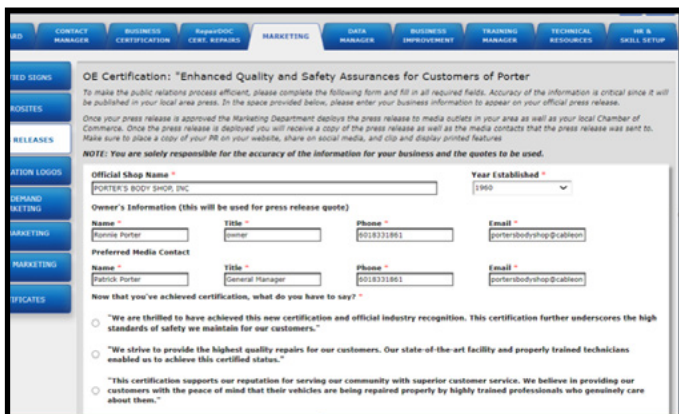 ARD
CONTACT MANAGER
BUSINESS CERTIFICATION
RepairDOC CERT. REPAIRS
MARKETING
DATA MANAGER
BUSINESS IMPROVEMENT
TRAINING MANAGER
TECHNICAL RESOURCES
HR & SKILL SETUP
FIED SIGNS
ROSITES
RELEASES
ATION LOGOS
DEMAND
KETING
MARKETING
MARKETING
IFICATES
OE Certification: "Enhanced Quality and Safety Assurances for Customers of Porter
To make the public relations process efficient, please complete the following form and fill in all required fields. Accuracy of the information is critical since it will
be published in your local area press. In the space provided below, please enter your business information to appear on your official press release.
Once your press release is approved the Marketing Department deploys the press release to media outlets in your area as well as your local Chamber of
Commerce. Once the press release is deployed you will receive a copy of the press release as well as the media contacts that the press release was sent to.
Make sure to place a copy of your PR on your website, share on social media, and clip and display printed features
NOTE: You are solely responsible for the accuracy of the information for your business and the quotes to be used.
Official Shop Name * Year Established *
PORTER'S BODY SHOP, INC 1960
Owner's Information (this will be used for press release quote)
Name * Title * Phone * Email *
Ronnie Porter owner 6018331861 portersbodyshop@cableon
Preferred Media Contact
Name * Title * Phone * Email *
Patrick Porter General Manager 6018331861 portersbodyshop@cableon
Now that you've achieved certification, what do you have to say? *
"We are thrilled to have achieved this new certification and official industry recognition. This certification further underscores the high
standards of safety we maintain for our customers."
"We strive to provide the highest quality repairs for our customers. Our state-of-the-art facility and properly trained technicians
enabled us to achieve this certified status."
"This certification supports our reputation for serving our community with superior customer service. We believe in providing our
customers with the peace of mind that their vehicles are being repaired properly by highly trained professionals who genuinely care
about them."